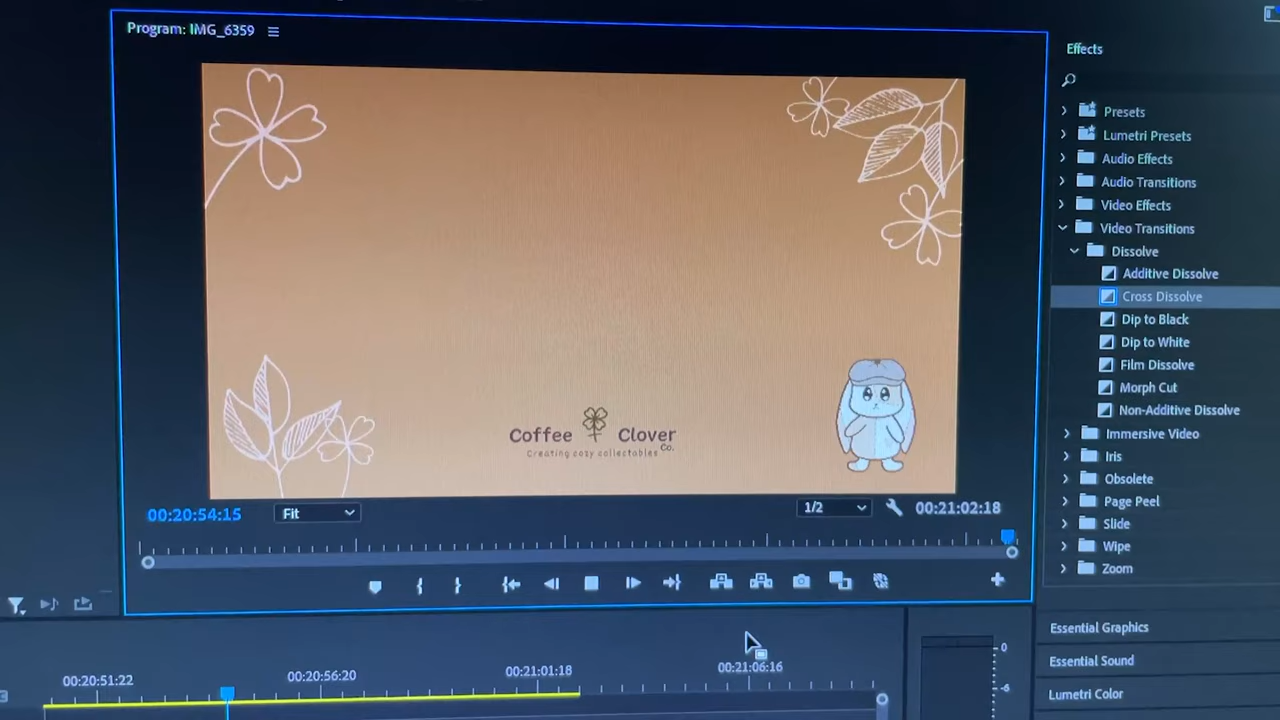 Program: IMG_6359
Coffee Clover Co.
Creating cozy collectables
00:20:54:15
Fit
1/2
00:21:02:18
00:20:51:22
00:20:56:20
00:21:01:18
00:21:06:16
0
-6
Effects
Presets
Lumetri Presets
Audio Effects
Audio Transitions
Video Effects
Video Transitions
Dissolve
Additive Dissolve
Cross Dissolve
Dip to Black
Dip to White
Film Dissolve
Morph Cut
Non-Additive Dissolve
Immersive Video
Iris
Obsolete
Page Peel
Slide
Wipe
Zoom
Essential Graphics
Essential Sound
Lumetri Color